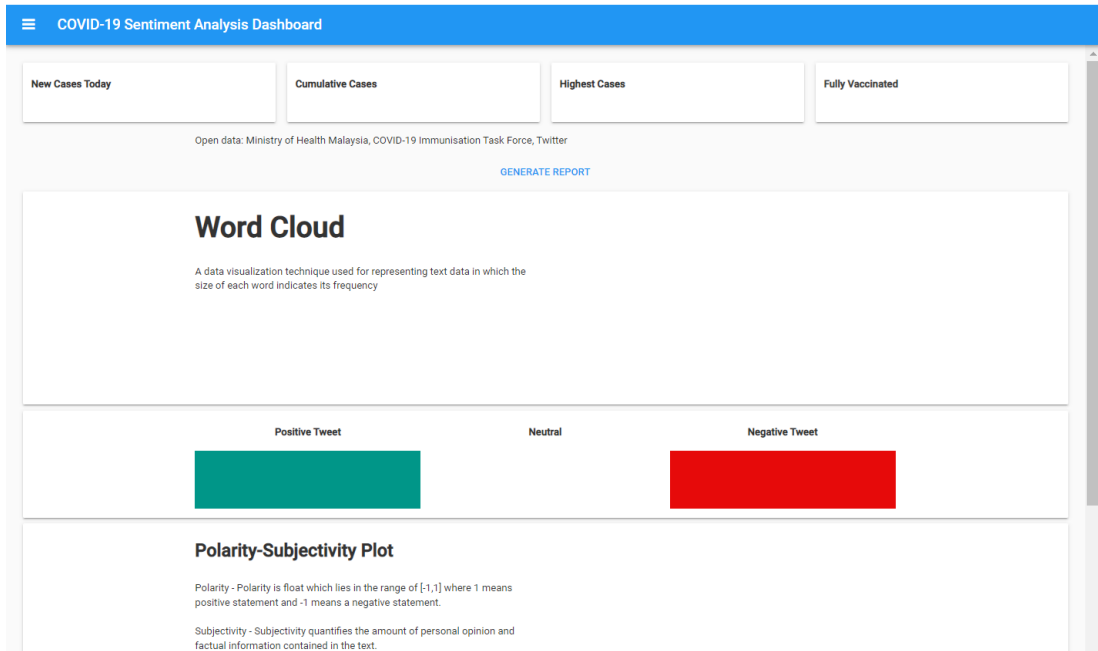 COVID-19 Sentiment Analysis Dashboard
New Cases Today
Cumulative Cases
Highest Cases
Fully Vaccinated
Open data: Ministry of Health Malaysia, COVID-19 Immunisation Task Force, Twitter
GENERATE REPORT
Word Cloud
A data visualization technique used for representing text data in which the
size of each word indicates its frequency
Positive Tweet
Neutral
Negative Tweet
Polarity-Subjectivity Plot
Polarity - Polarity is float which lies in the range of [-1,1] where 1 means
positive statement and -1 means a negative statement.
Subjectivity - Subjectivity quantifies the amount of personal opinion and
factual information contained in the text.